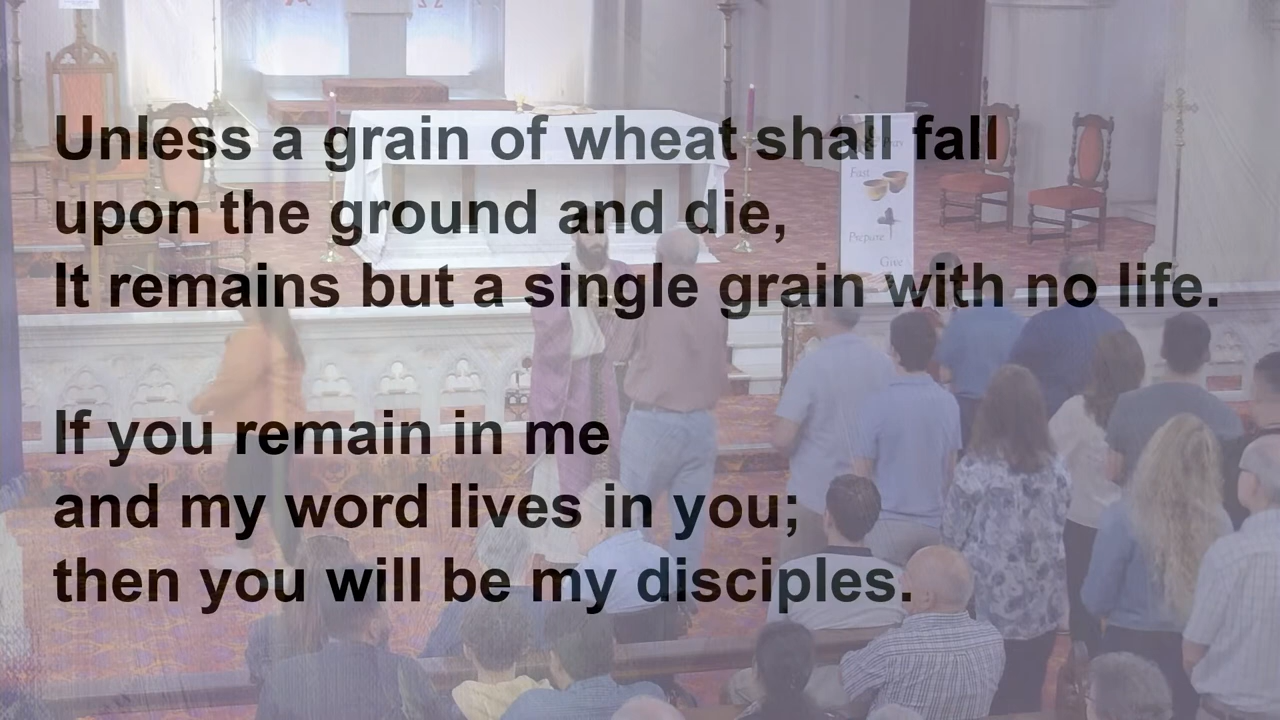 Unless a grain of wheat shall fall
upon the ground and die,
It remains but a single grain with no life.
If you remain in me
and my word lives in you;
then you will be my disciples.
Pray
Fast
Prepare
Give